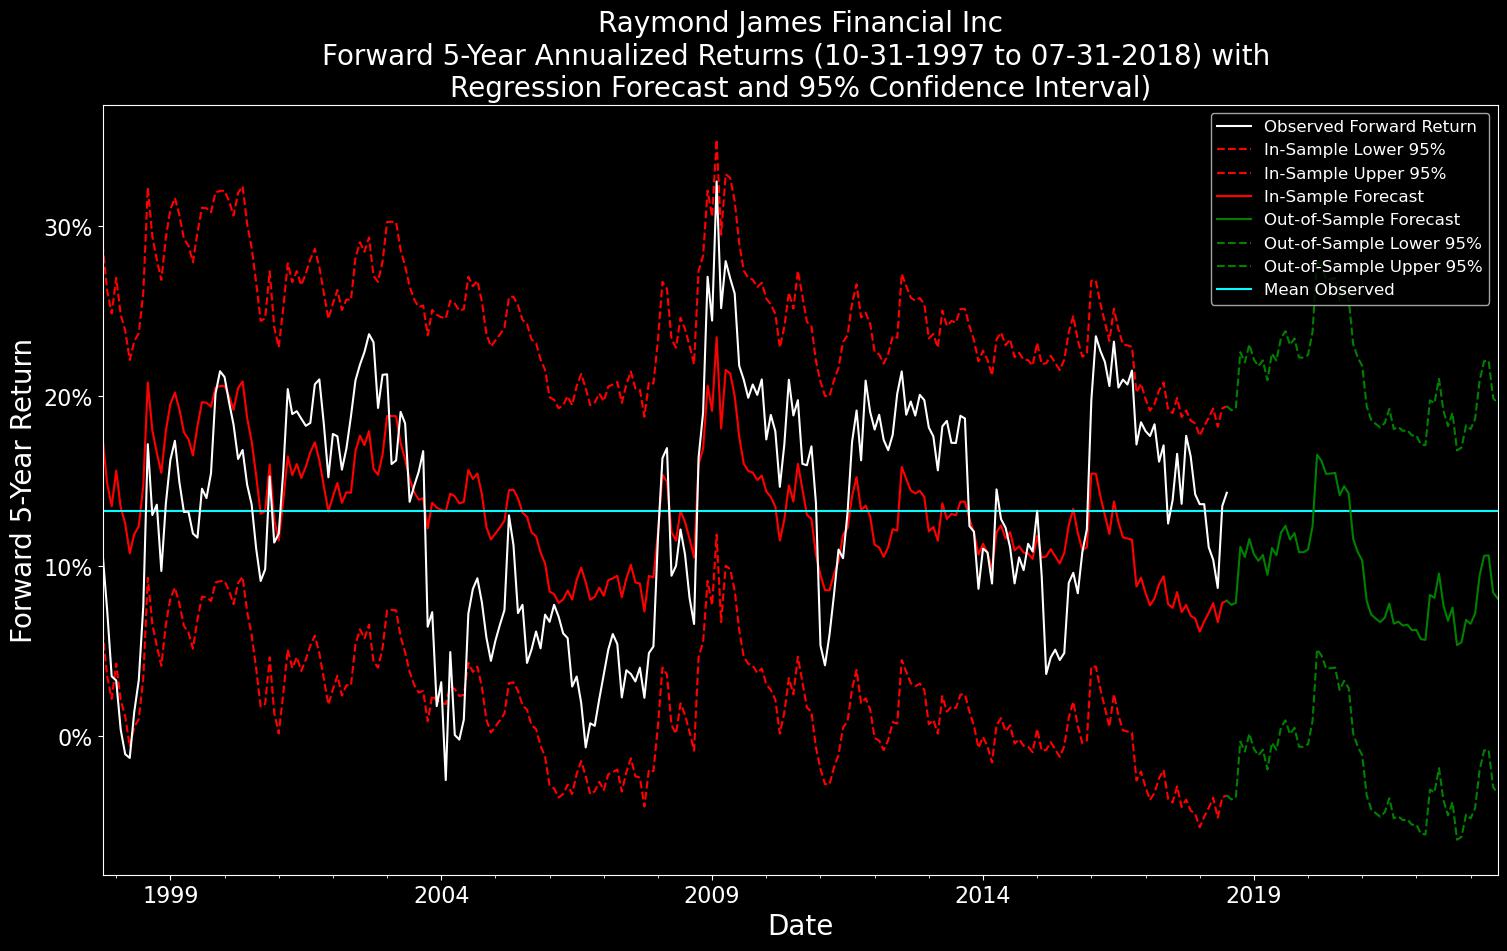 Raymond James Financial Inc
Forward 5-Year Annualized Returns (10-31-1997 to 07-31-2018) with
Regression Forecast and 95% Confidence Interval)
Observed Forward Return
In-Sample Lower 95%
In-Sample Upper 95%
In-Sample Forecast
Out-of-Sample Forecast
Out-of-Sample Lower 95%
Out-of-Sample Upper 95%
Mean Observed
Forward 5-Year Return
30%
20%
10%
0%
1999
2004
2009
2014
2019
Date